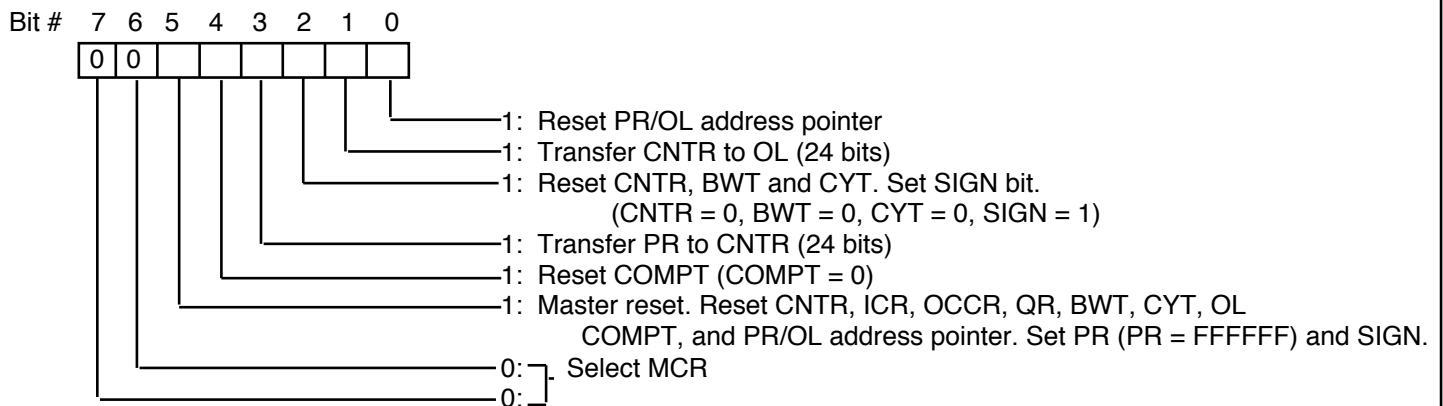 Bit # 7 6 5 4 3 2 1 0
0 0
1: Reset PR/OL address pointer
1: Transfer CNTR to OL (24 bits)
1: Reset CNTR, BWT and CYT. Set SIGN bit.
(CNTR = 0, BWT = 0, CYT = 0, SIGN = 1)
1: Transfer PR to CNTR (24 bits)
1: Reset COMPT (COMPT = 0)
1: Master reset. Reset CNTR, ICR, OCCR, QR, BWT, CYT, OL
COMPT, and PR/OL address pointer. Set PR (PR = FFFFFF) and SIGN.
0: Select MCR
0: